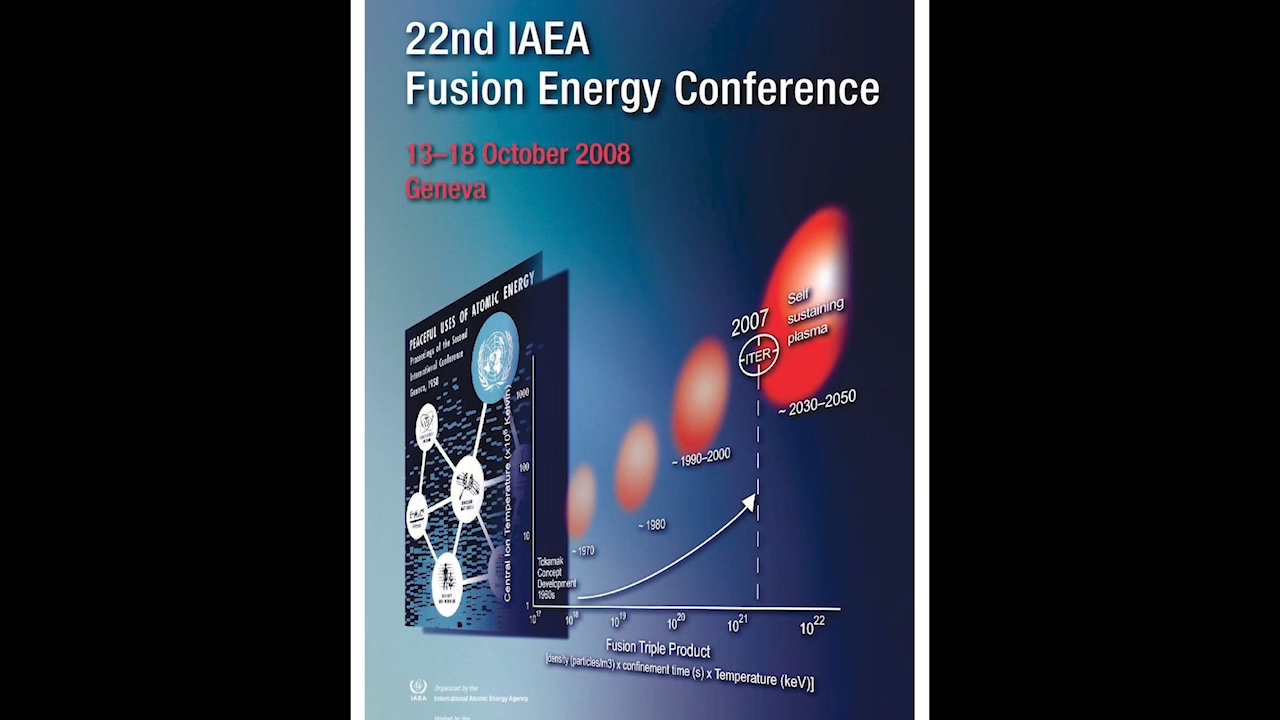 22nd IAEA
Fusion Energy Conference
13–18 October 2008
Geneva
PEACEFUL USES OF ATOMIC ENERGY
Proceedings of the Second
International Conference
Geneva, 1958
Central Ion Temperature (x10⁶ Kelvin)
1000
100
10
1
Tokamak
Concept
Development
1960s
~ 1970
~ 1980
~ 1990–2000
2007
ITER
Self
sustaining
plasma
~ 2030–2050
10¹⁷
10¹⁸
10¹⁹
10²⁰
10²¹
10²²
Fusion Triple Product
[density (particles/m3) x confinement time (s) x Temperature (keV)]
IAEA
Organized by the
International Atomic Energy Agency